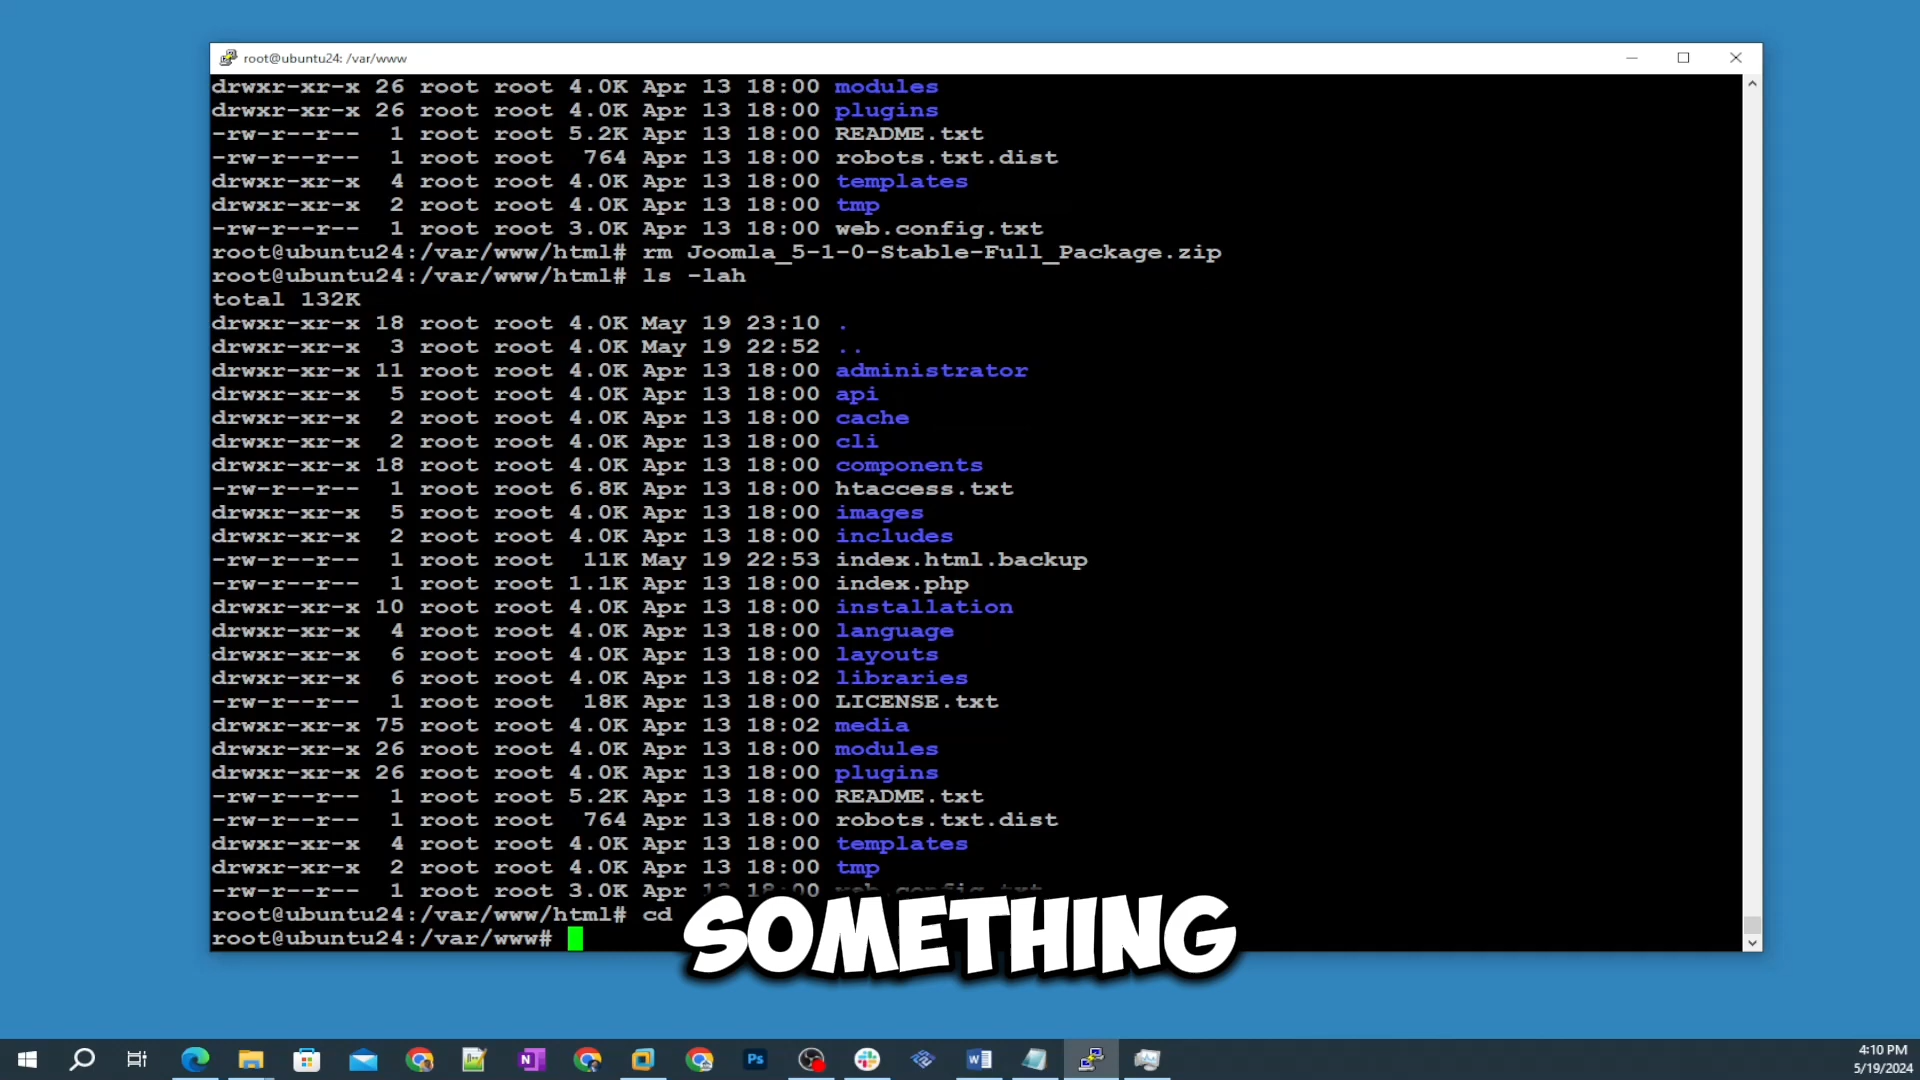 root@ubuntu24: /var/www
drwxr-xr-x 26 root root 4.0K Apr 13 18:00 modules
drwxr-xr-x 26 root root 4.0K Apr 13 18:00 plugins
-rw-r--r-- 1 root root 5.2K Apr 13 18:00 README.txt
-rw-r--r-- 1 root root 764 Apr 13 18:00 robots.txt.dist
drwxr-xr-x 4 root root 4.0K Apr 13 18:00 templates
drwxr-xr-x 2 root root 4.0K Apr 13 18:00 tmp
-rw-r--r-- 1 root root 3.0K Apr 13 18:00 web.config.txt
root@ubuntu24:/var/www/html# rm Joomla_5-1-0-Stable-Full_Package.zip
root@ubuntu24:/var/www/html# ls -lah
total 132K
drwxr-xr-x 18 root root 4.0K May 19 23:10 .
drwxr-xr-x 3 root root 4.0K May 19 22:52 ..
drwxr-xr-x 11 root root 4.0K Apr 13 18:00 administrator
drwxr-xr-x 5 root root 4.0K Apr 13 18:00 api
drwxr-xr-x 2 root root 4.0K Apr 13 18:00 cache
drwxr-xr-x 2 root root 4.0K Apr 13 18:00 cli
drwxr-xr-x 18 root root 4.0K Apr 13 18:00 components
-rw-r--r-- 1 root root 6.8K Apr 13 18:00 htaccess.txt
drwxr-xr-x 5 root root 4.0K Apr 13 18:00 images
drwxr-xr-x 2 root root 4.0K Apr 13 18:00 includes
-rw-r--r-- 1 root root 11K May 19 22:53 index.html.backup
-rw-r--r-- 1 root root 1.1K Apr 13 18:00 index.php
drwxr-xr-x 10 root root 4.0K Apr 13 18:00 installation
drwxr-xr-x 4 root root 4.0K Apr 13 18:00 language
drwxr-xr-x 6 root root 4.0K Apr 13 18:00 layouts
drwxr-xr-x 6 root root 4.0K Apr 13 18:02 libraries
-rw-r--r-- 1 root root 18K Apr 13 18:00 LICENSE.txt
drwxr-xr-x 75 root root 4.0K Apr 13 18:02 media
drwxr-xr-x 26 root root 4.0K Apr 13 18:00 modules
drwxr-xr-x 26 root root 4.0K Apr 13 18:00 plugins
-rw-r--r-- 1 root root 5.2K Apr 13 18:00 README.txt
-rw-r--r-- 1 root root 764 Apr 13 18:00 robots.txt.dist
drwxr-xr-x 4 root root 4.0K Apr 13 18:00 templates
drwxr-xr-x 2 root root 4.0K Apr 13 18:00 tmp
-rw-r--r-- 1 root root 3.0K Apr 13 18:00 web.config.txt
root@ubuntu24:/var/www/html# cd
root@ubuntu24:/var/www#
SOMETHING
4:10 PM
5/19/2024